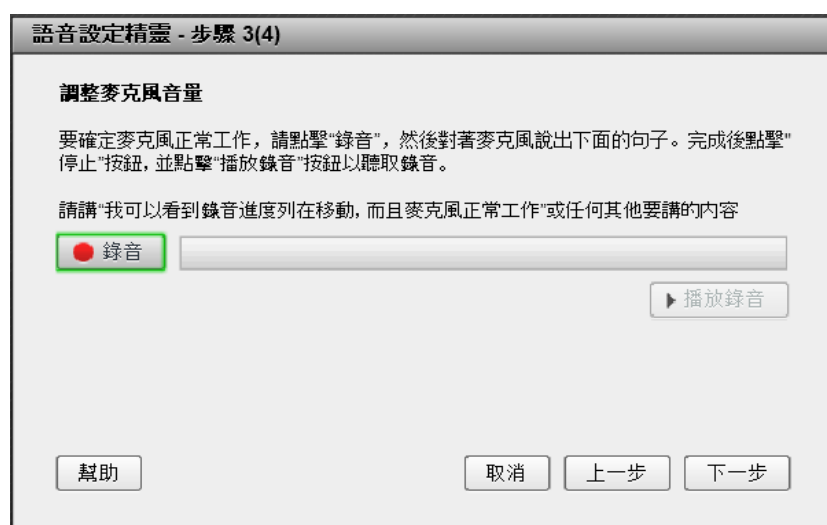 語音設定精靈 - 步驟 3(4)
調整麥克風音量
要確定麥克風正常工作，請點擊“錄音”，然後對著麥克風說出下面的句子。完成後點擊”
停止”按鈕, 並點擊“播放錄音”按鈕以聽取錄音。
請講“我可以看到錄音進度列在移動, 而且麥克風正常工作”或任何其他要講的內容
錄音
播放錄音
幫助
取消
上一步
下一步